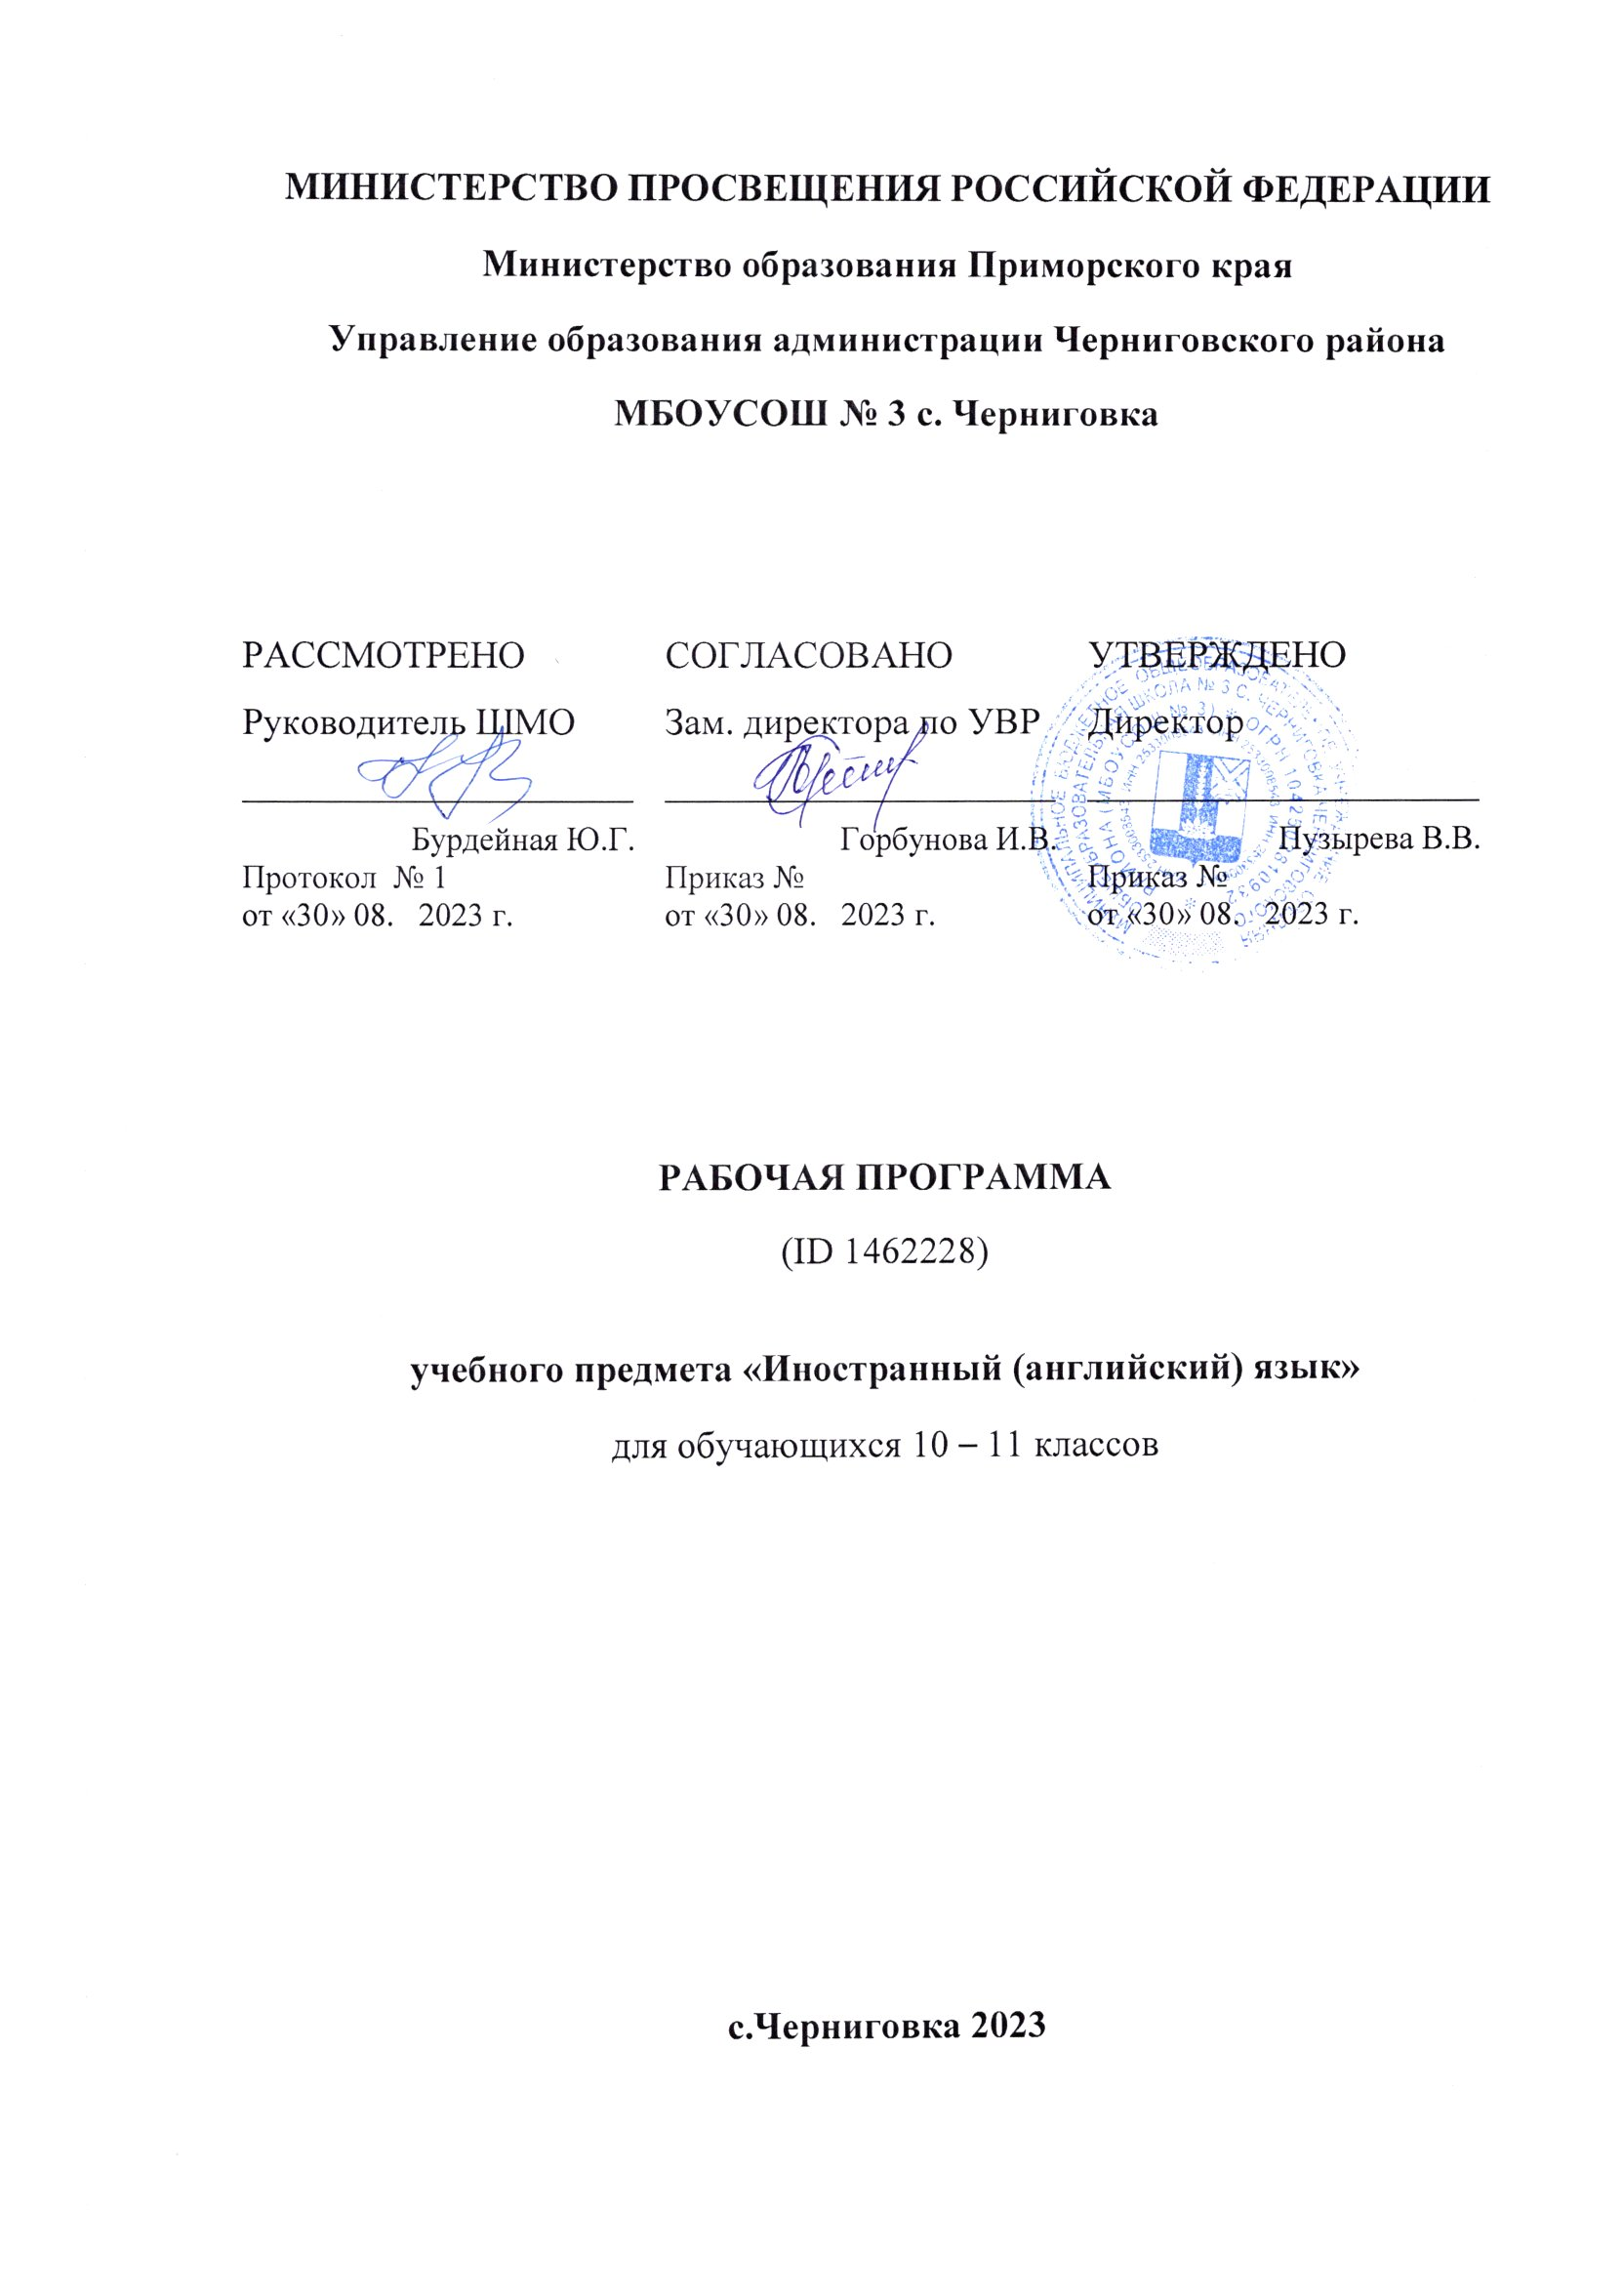 МИНИСТЕРСТВО ПРОСВЕЩЕНИЯ РОССИЙСКОЙ ФЕДЕРАЦИИ
Министерство образования Приморского края
Управление образования администрации Черниговского района
МБОУСОШ № 3 с. Черниговка
РАССМОТРЕНО
Руководитель ШМО
Бурдейная Ю.Г.
Протокол № 1
от «30» 08. 2023 г.
СОГЛАСОВАНО
Зам. директора по УВР
Горбунова И.В.
Приказ №
от «30» 08. 2023 г.
УТВЕРЖДЕНО
Директор
Пузырева В.В.
Приказ №
от «30» 08. 2023 г.
РАБОЧАЯ ПРОГРАММА
(ID 1462228)
учебного предмета «Иностранный (английский) язык»
для обучающихся 10 – 11 классов
с.Черниговка 2023